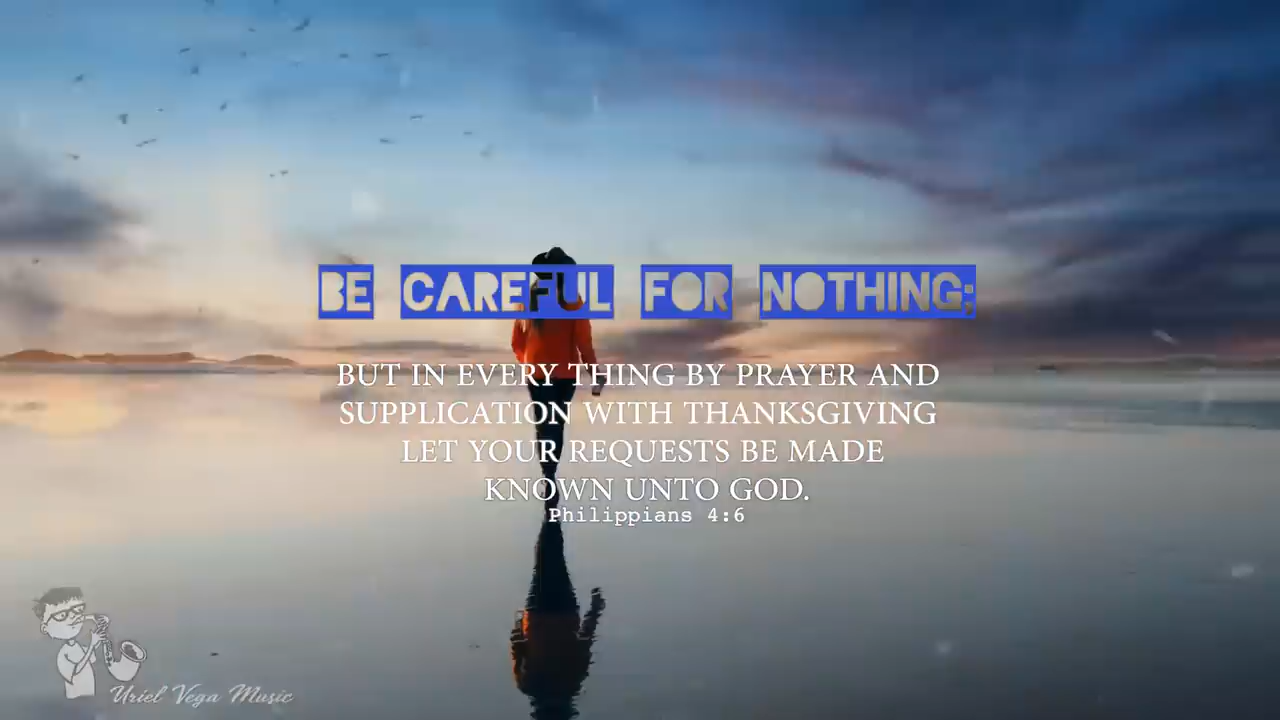 BE CAREFUL FOR NOTHING;
BUT IN EVERY THING BY PRAYER AND
SUPPLICATION WITH THANKSGIVING
LET YOUR REQUESTS BE MADE
KNOWN UNTO GOD.
Philippians 4:6
Uriel Vega Music